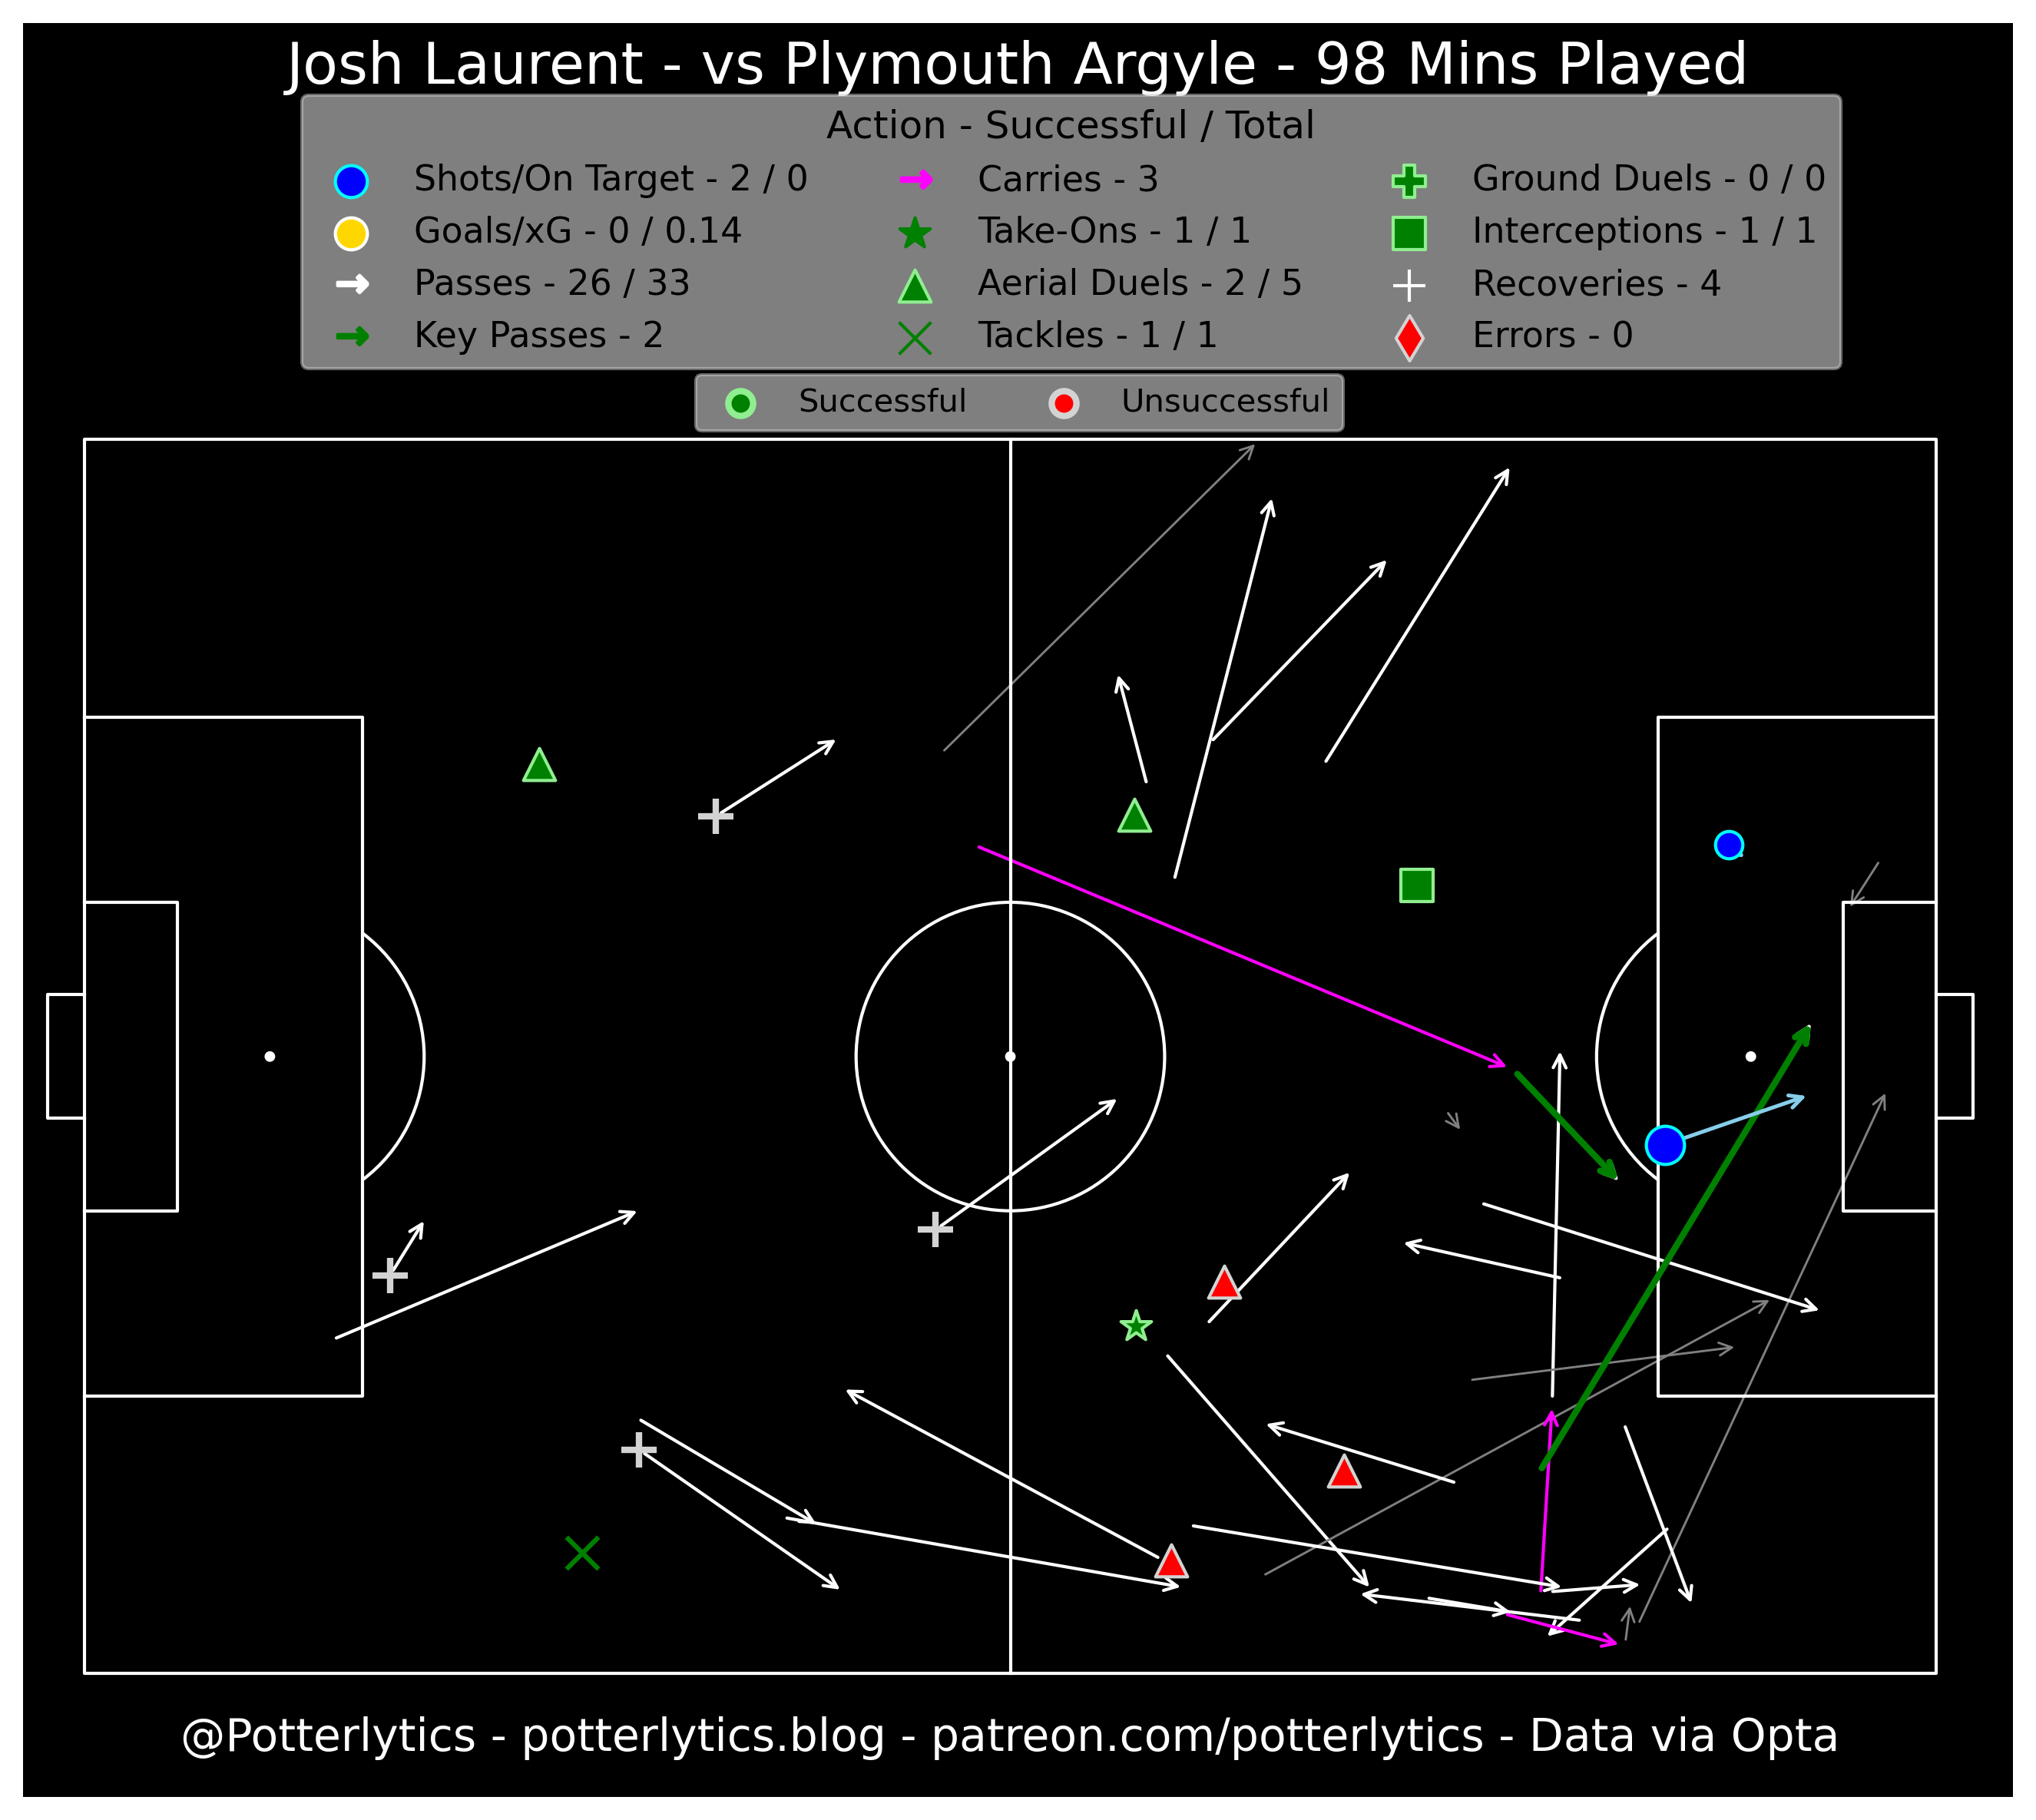 Josh Laurent - vs Plymouth Argyle - 98 Mins Played
Action - Successful / Total
Shots/On Target - 2 / 0
Goals/xG - 0 / 0.14
Passes - 26 / 33
Key Passes - 2
Carries - 3
Take-Ons - 1 / 1
Aerial Duels - 2 / 5
Tackles - 1 / 1
Ground Duels - 0 / 0
Interceptions - 1 / 1
Recoveries - 4
Errors - 0
Successful
Unsuccessful
@Potterlytics - potterlytics.blog - patreon.com/potterlytics - Data via Opta